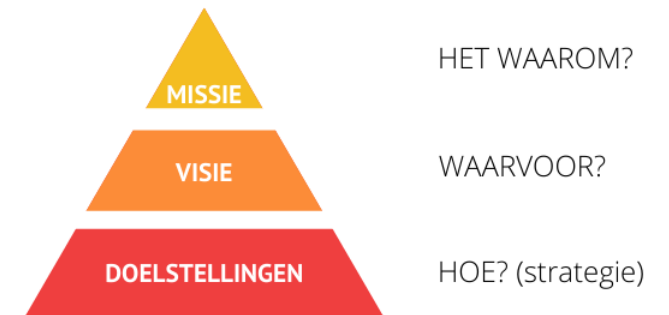 MISSIE
HET WAAROM?
VISIE
WAARVOOR?
DOELSTELLINGEN
HOE? (strategie)